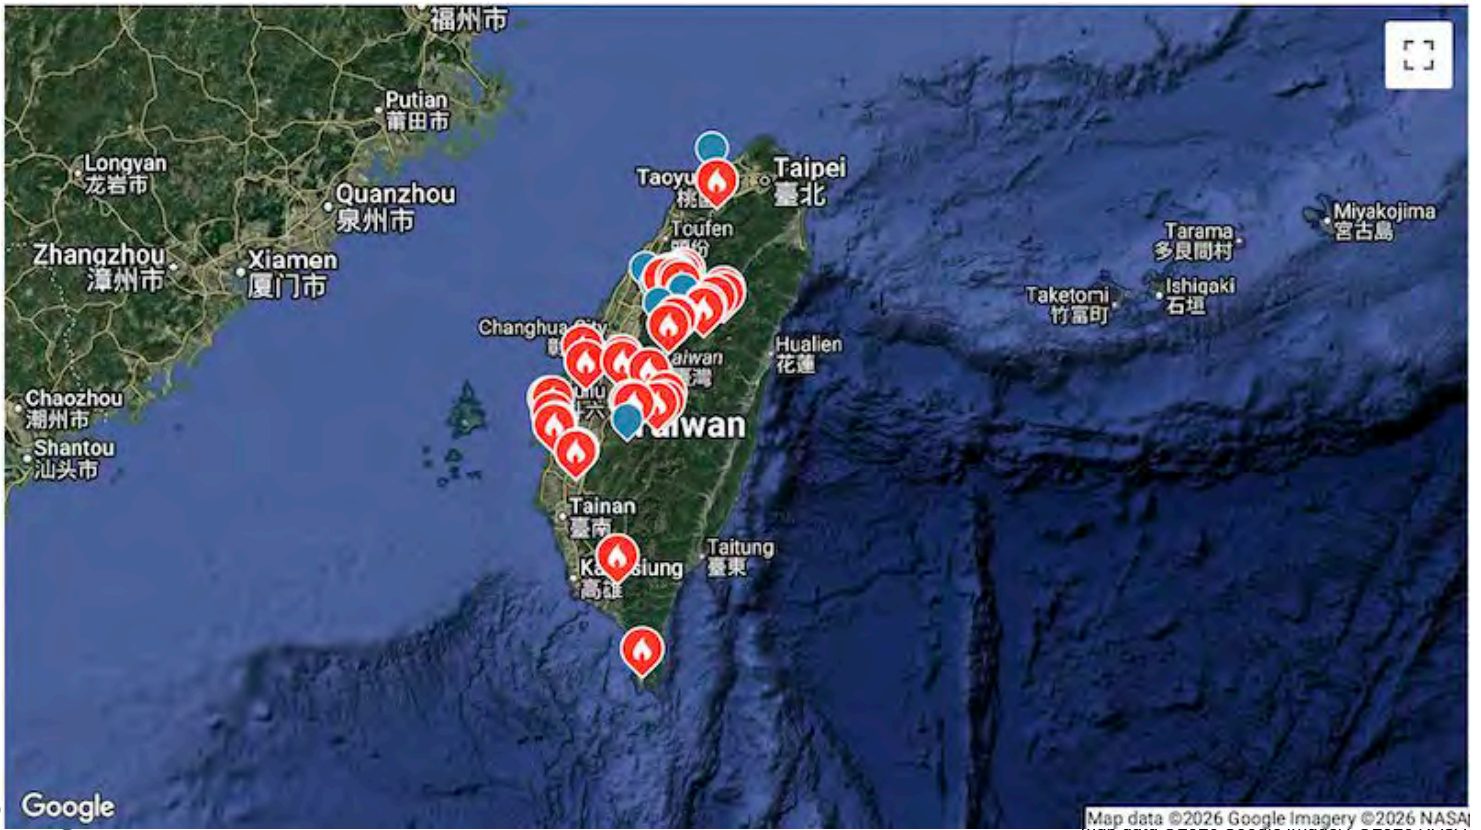 福州市
Putian
莆田市
Longyan
龙岩市
Quanzhou
泉州市
Zhangzhou
漳州市
Xiamen
厦门市
Taipei
臺北
Toufen
Miyakojima
宮古島
Tarama
多良間村
Ishigaki
石垣
Taketomi
竹富町
Changhua City
Hualien
花蓮
Chaozhou
潮州市
Shantou
汕头市
Tainan
臺南
Taitung
臺東
高雄
Google
Map data ©2026 Google Imagery ©2026 NASA